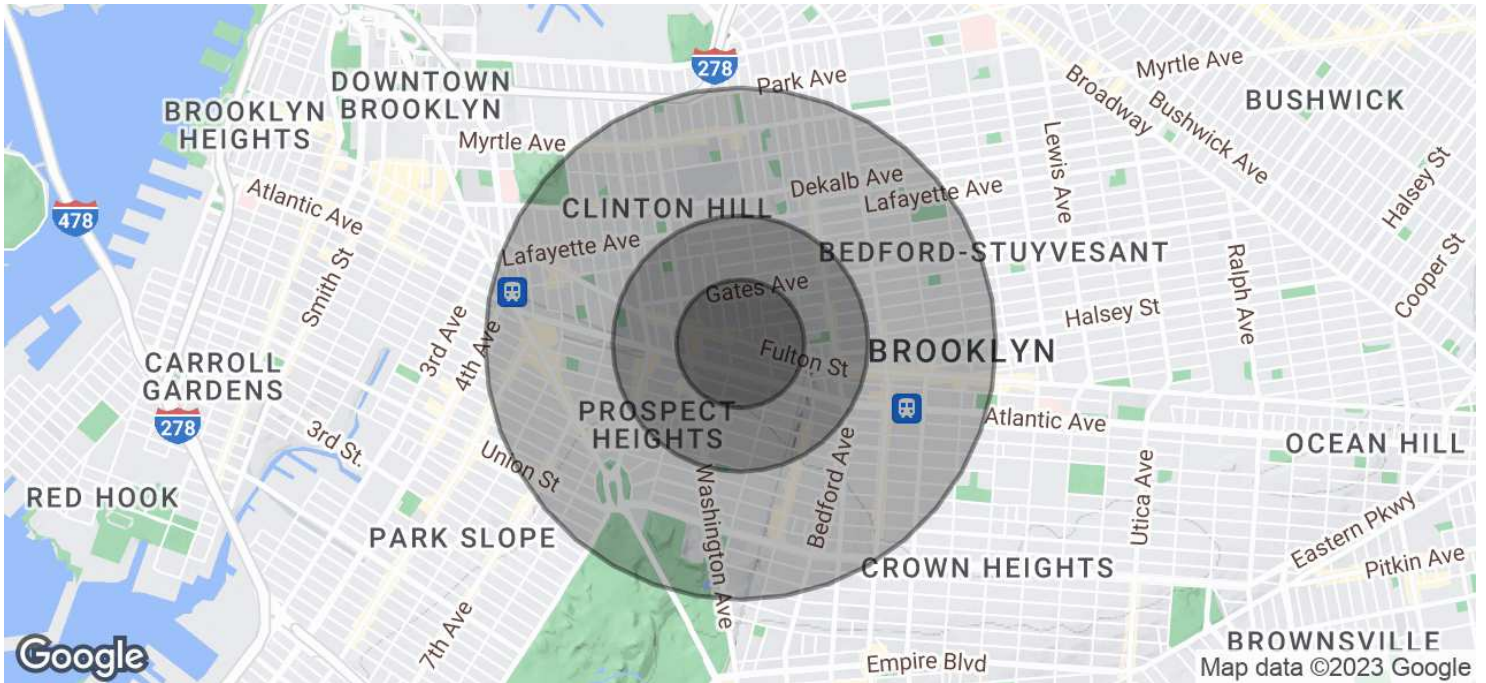 278
Park Ave
Myrtle Ave
Broadway
Bushwick Ave
BUSHWICK
DOWNTOWN
BROOKLYN
BROOKLYN
HEIGHTS
Myrtle Ave
Lewis Ave
Halsey St
Atlantic Ave
478
Dekalb Ave
Lafayette Ave
CLINTON HILL
Lafayette Ave
BEDFORD-STUYVESANT
Smith St
Ralph Ave
Cooper St
Gates Ave
Halsey St
3rd Ave
4th Ave
Fulton St
BROOKLYN
CARROLL
GARDENS
278
PROSPECT
HEIGHTS
Atlantic Ave
OCEAN HILL
3rd St.
Union St
Washington Ave
Bedford Ave
Utica Ave
RED HOOK
PARK SLOPE
Eastern Pkwy
Pitkin Ave
CROWN HEIGHTS
7th Ave
BROWNSVILLE
Empire Blvd
Google
Map data ©2023 Google